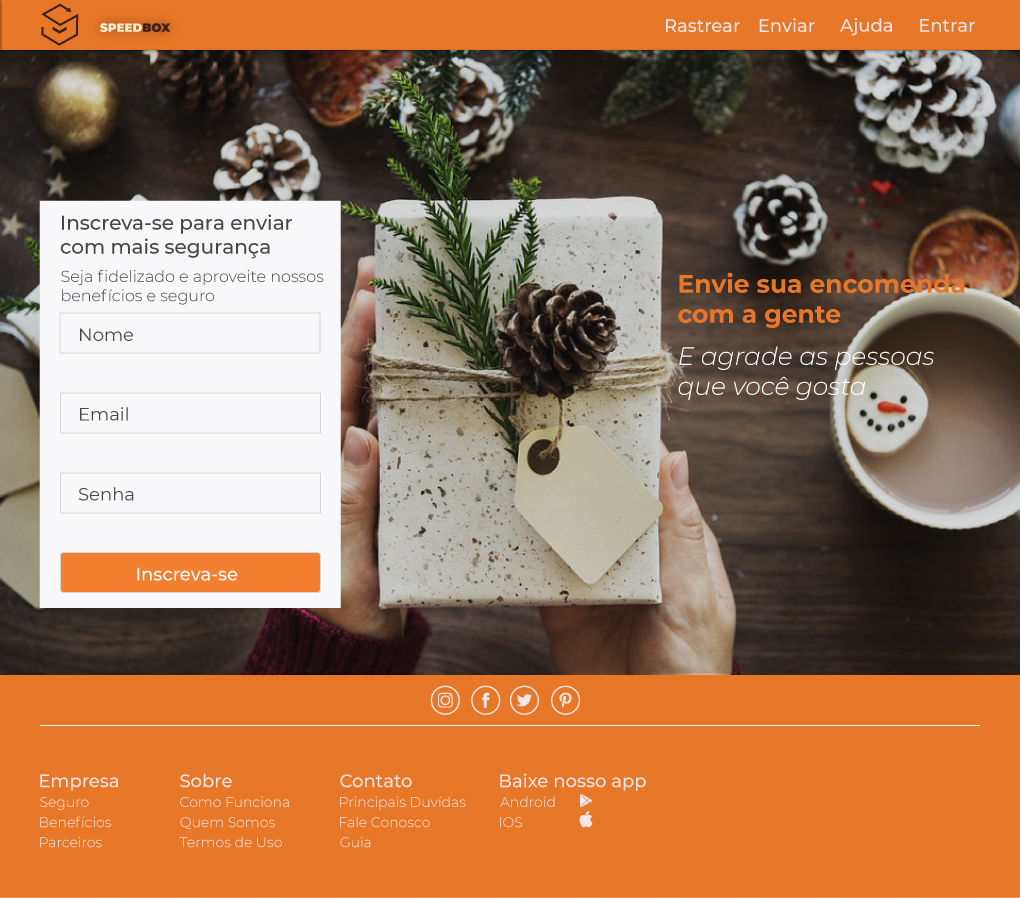 SPEEDBOX
Rastrear Enviar Ajuda Entrar
Inscreva-se para enviar
com mais segurança
Seja fidelizado e aproveite nossos
benefícios e seguro
Nome
Email
Senha
Inscreva-se
Envie sua encomenda
com a gente
E agrade as pessoas
que você gosta
Empresa
Seguro
Benefícios
Parceiros
Sobre
Como Funciona
Quem Somos
Termos de Uso
Contato
Principais Duvídas
Fale Conosco
Guia
Baixe nosso app
Android
IOS